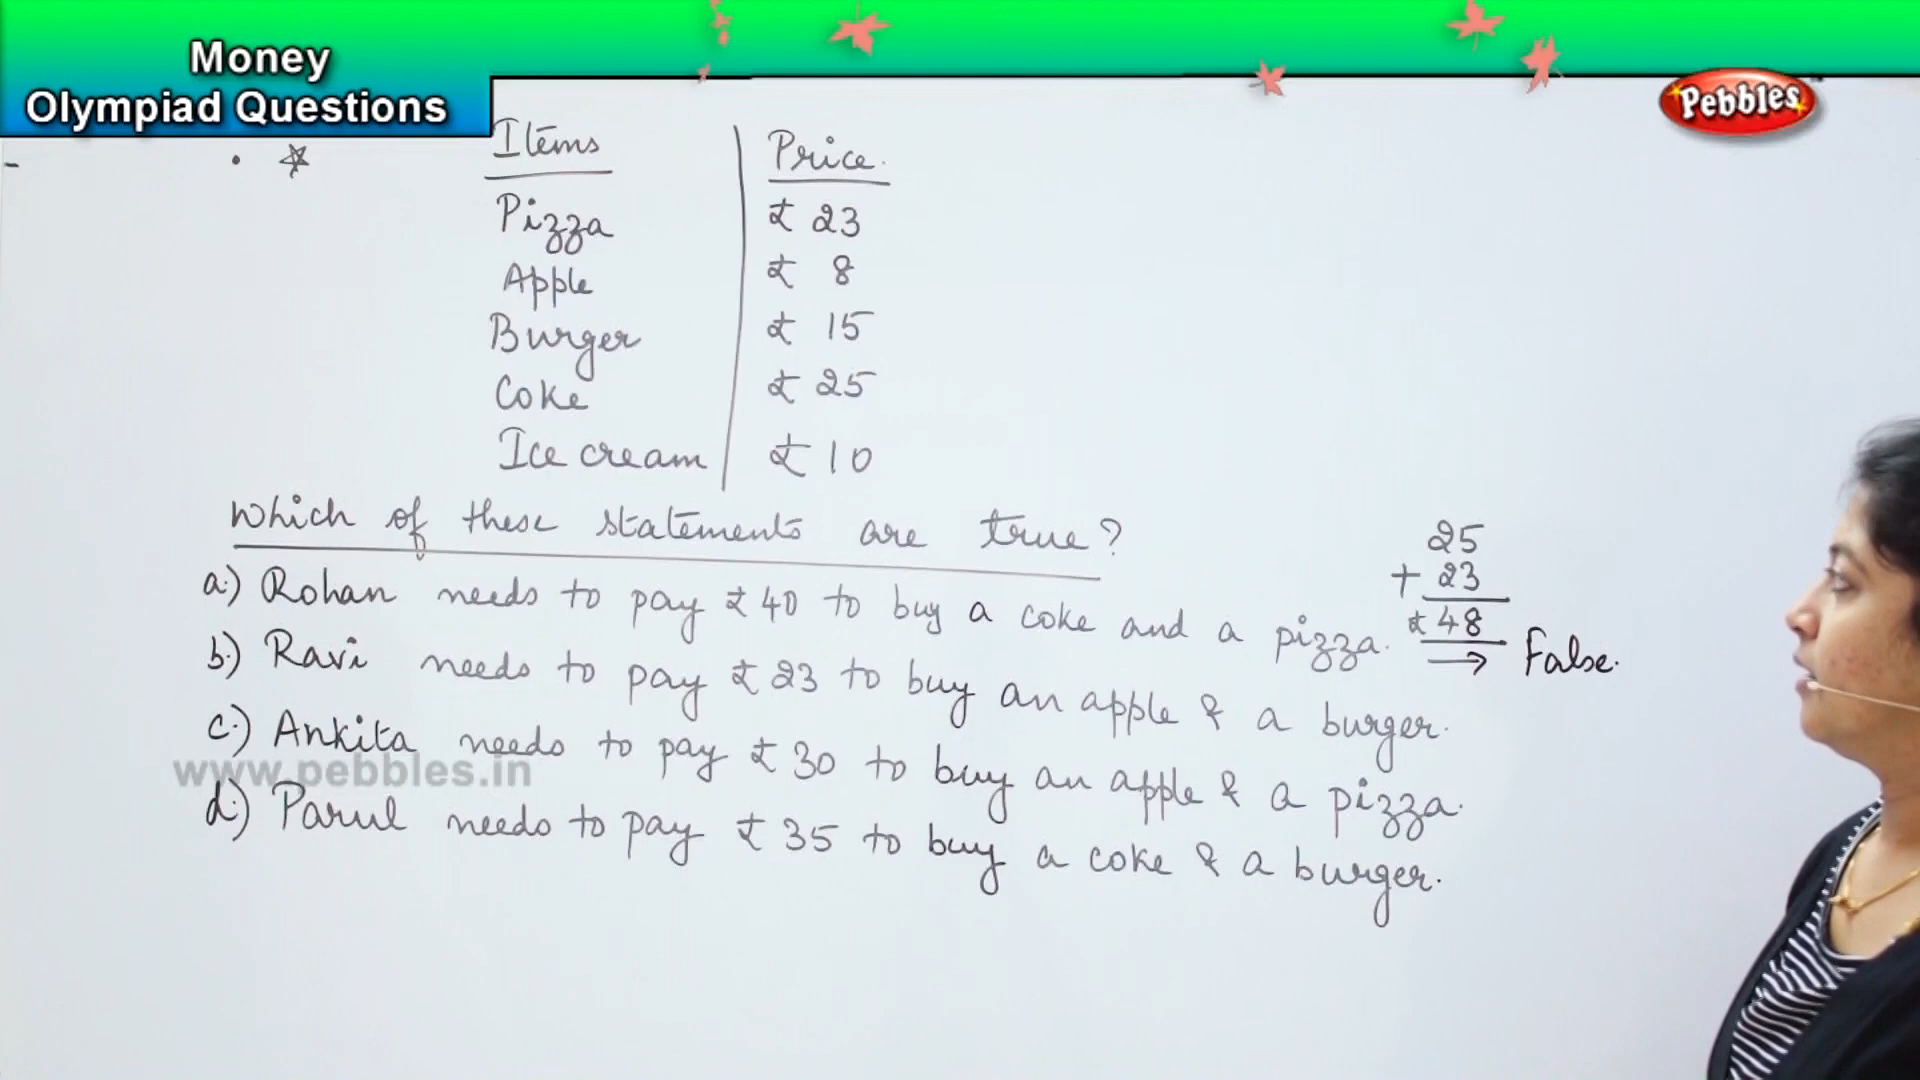 Money
Olympiad Questions
Pebbles
Items | Price.
Pizza | ₹ 23
Apple | ₹ 8
Burger | ₹ 15
Coke | ₹ 25
Ice cream | ₹ 10
Which of these statements are true?
a.) Rohan needs to pay ₹ 40 to buy a coke and a pizza.
25
+ 23
₹ 48
→ False.
b.) Ravi needs to pay ₹ 23 to buy an apple & a burger.
c.) Ankita needs to pay ₹ 30 to buy an apple & a pizza.
www.pebbles.in
d.) Parul needs to pay ₹ 35 to buy a coke & a burger.